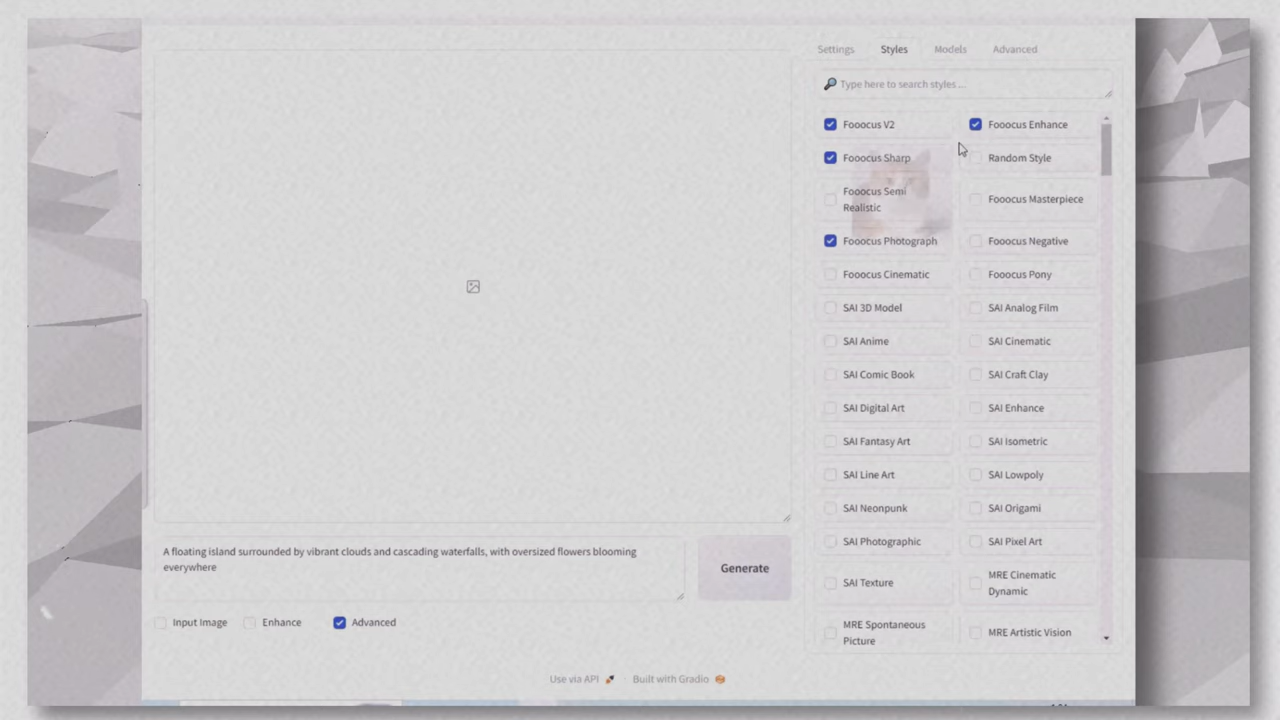 Settings Styles Models Advanced
Type here to search styles ...
Fooocus V2 Fooocus Enhance
Fooocus Sharp Random Style
Fooocus Semi
Realistic
Fooocus Masterpiece
Fooocus Photograph Fooocus Negative
Fooocus Cinematic Fooocus Pony
SAI 3D Model SAI Analog Film
SAI Anime SAI Cinematic
SAI Comic Book SAI Craft Clay
SAI Digital Art SAI Enhance
SAI Fantasy Art SAI Isometric
SAI Line Art SAI Lowpoly
SAI Neonpunk SAI Origami
SAI Photographic SAI Pixel Art
SAI Texture
MRE Cinematic
Dynamic
MRE Spontaneous
Picture
MRE Artistic Vision
A floating island surrounded by vibrant clouds and cascading waterfalls, with oversized flowers blooming
everywhere
Generate
Input Image Enhance Advanced
Use via API · Built with Gradio